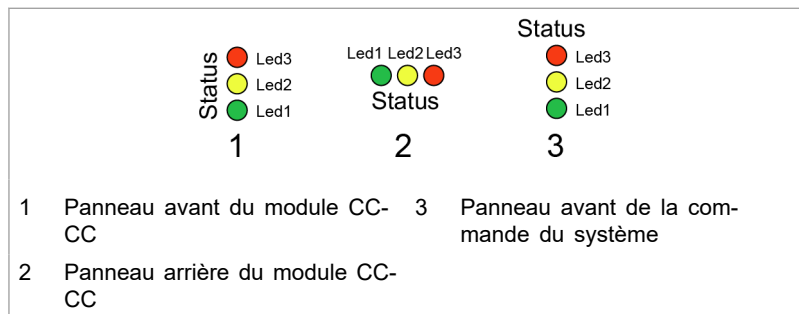 Status
Led3
Led2
Led1
1
Led1 Led2 Led3
Status
2
Status
Led3
Led2
Led1
3
1 Panneau avant du module CC-
CC
2 Panneau arrière du module CC-
CC
3 Panneau avant de la com-
mande du système